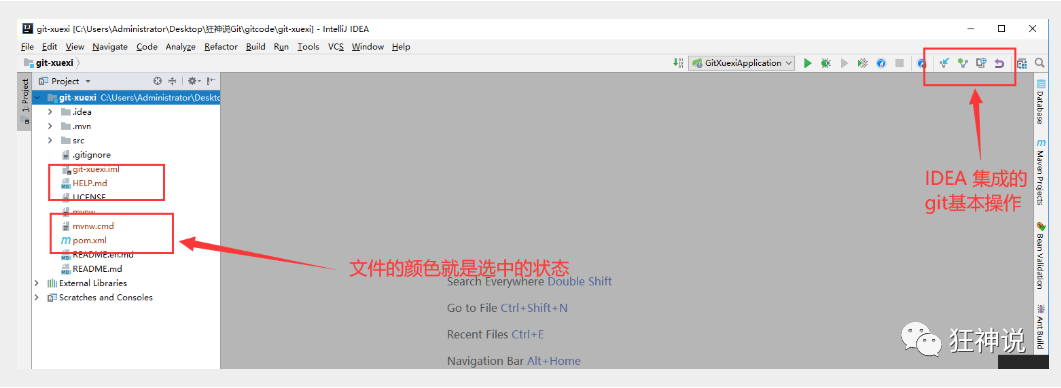 git-xuexi [C:\Users\Administrator\Desktop\狂神说Git\gitcode\git-xuexi] - IntelliJ IDEA
File Edit View Navigate Code Analyze Refactor Build Run Tools VCS Window Help
git-xuexi
GitXuexiApplication
1: Project
Project
git-xuexi C:\Users\Administrator\Deskto
.idea
.mvn
src
.gitignore
git-xuexi.iml
HELP.md
LICENSE
mvnw
mvnw.cmd
pom.xml
README.en.md
README.md
External Libraries
Scratches and Consoles
文件的颜色就是选中的状态
Search Everywhere Double Shift
Go to File Ctrl+Shift+N
Recent Files Ctrl+E
Navigation Bar Alt+Home
IDEA 集成的
git基本操作
Database
Maven Projects
Bean Validation
Ant Build
狂神说